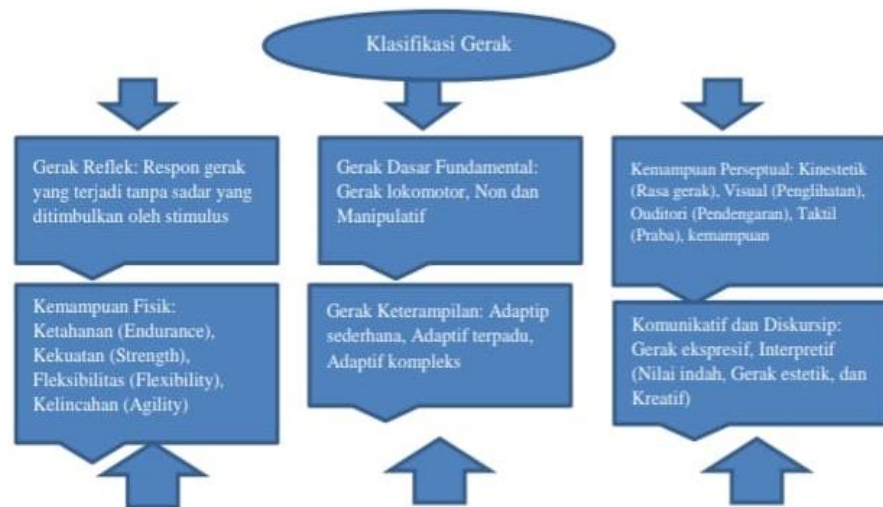 Klasifikasi Gerak
Gerak Reflek: Respon gerak
yang terjadi tanpa sadar yang
ditimbulkan oleh stimulus
Gerak Dasar Fundamental:
Gerak lokomotor, Non dan
Manipulatif
Kemampuan Perseptual: Kinestetik
(Rasa gerak), Visual (Penglihatan),
Ouditori (Pendengaran), Taktil
(Praba), kemampuan
Kemampuan Fisik:
Ketahanan (Endurance),
Kekuatan (Strength),
Fleksibilitas (Flexibility),
Kelincahan (Agility)
Gerak Keterampilan: Adaptip
sederhana, Adaptif terpadu,
Adaptif kompleks
Komunikatif dan Diskursip:
Gerak ekspresif, Interpretif
(Nilai indah, Gerak estetik, dan
Kreatif)